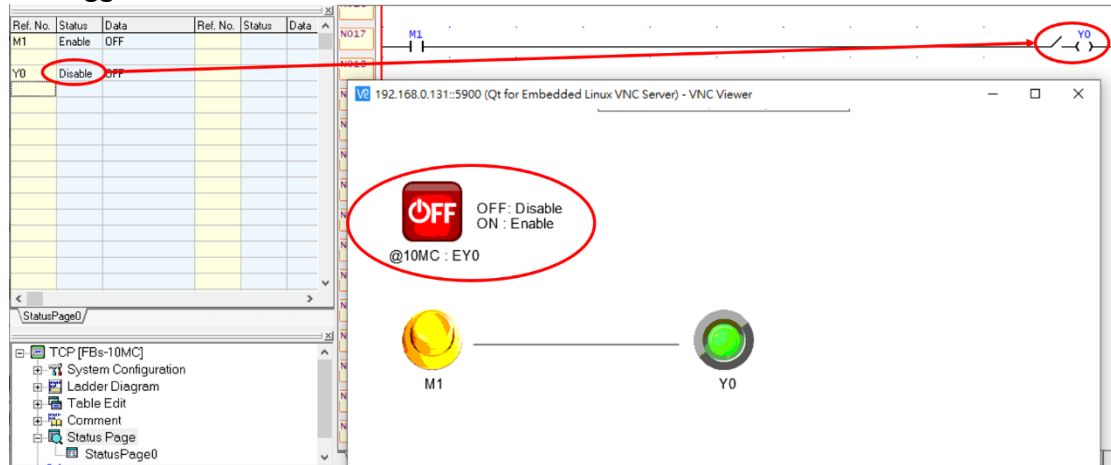 Ref. No. Status Data Ref. No. Status Data
M1 Enable OFF
Y0 Disable OFF
StatusPage0
TCP [FBs-10MC]
System Configuration
Ladder Diagram
Table Edit
Comment
Status Page
StatusPage0
N017
M1
Y0
N018
192.168.0.131::5900 (Qt for Embedded Linux VNC Server) - VNC Viewer
OFF
OFF: Disable
ON : Enable
@10MC : EY0
M1
Y0